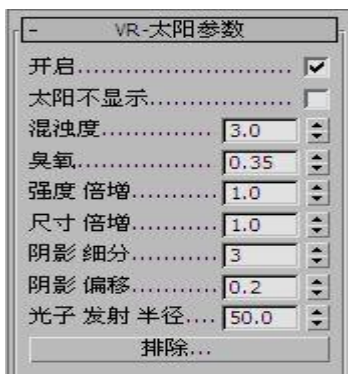 - VR-太阳参数
开启...........................
太阳不显示...................
混浊度............... 3.0
臭氧................... 0.35
强度 倍增........... 1.0
尺寸 倍增........... 1.0
阴影 细分........... 3
阴影 偏移........... 0.2
光子 发射 半径.... 50.0
排除...